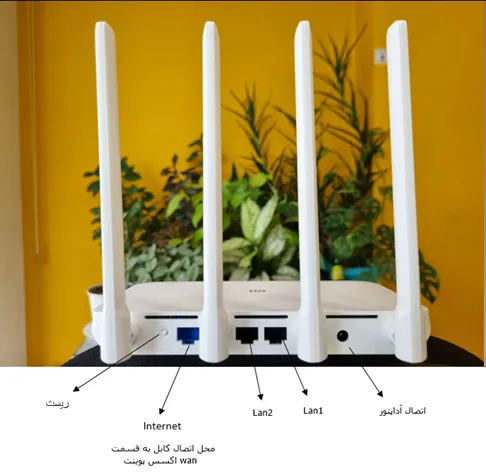 ریست
Internet
محل اتصال کابل به قسمت
wan اکسس پوینت
Lan2
Lan1
اتصال آداپتور